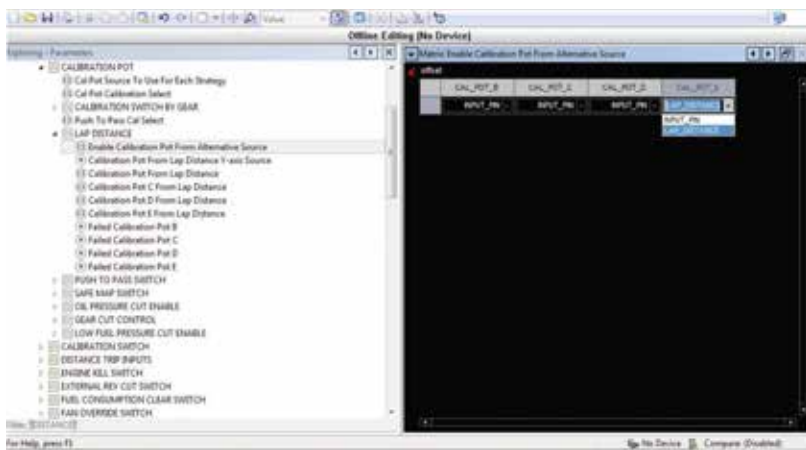 Value
Offline Editing (No Device)
Exploring - Parameters
CALIBRATION POT
Cal Pot Source To Use For Each Strategy
Cal Pot Calibration Select
CALIBRATION SWITCH BY GEAR
Push To Pass Cal Select
LAP DISTANCE
Enable Calibration Pot From Alternative Source
Calibration Pot From Lap Distance Y-axis Source
Calibration Pot From Lap Distance
Calibration Pot C From Lap Distance
Calibration Pot D From Lap Distance
Calibration Pot E From Lap Distance
Failed Calibration Pot B
Failed Calibration Pot C
Failed Calibration Pot D
Failed Calibration Pot E
PUSH TO PASS SWITCH
SAFE MAP SWITCH
OIL PRESSURE CUT ENABLE
GEAR CUT CONTROL
LOW FUEL PRESSURE CUT ENABLE
CALIBRATION SWITCH
DISTANCE TRIP INPUTS
ENGINE KILL SWITCH
EXTERNAL REV CUT SWITCH
FUEL CONSUMPTION CLEAR SWITCH
FAN OVERRIDE SWITCH
For Help, press F1
Metric Enable Calibration Pot From Alternative Source
offset
CAL_POT_B CAL_POT_C CAL_POT_D CAL_POT_E
INPUT_PIN INPUT_PIN INPUT_PIN LAP_DISTANCE
INPUT_PIN
LAP_DISTANCE
No Device Compare (Disabled)